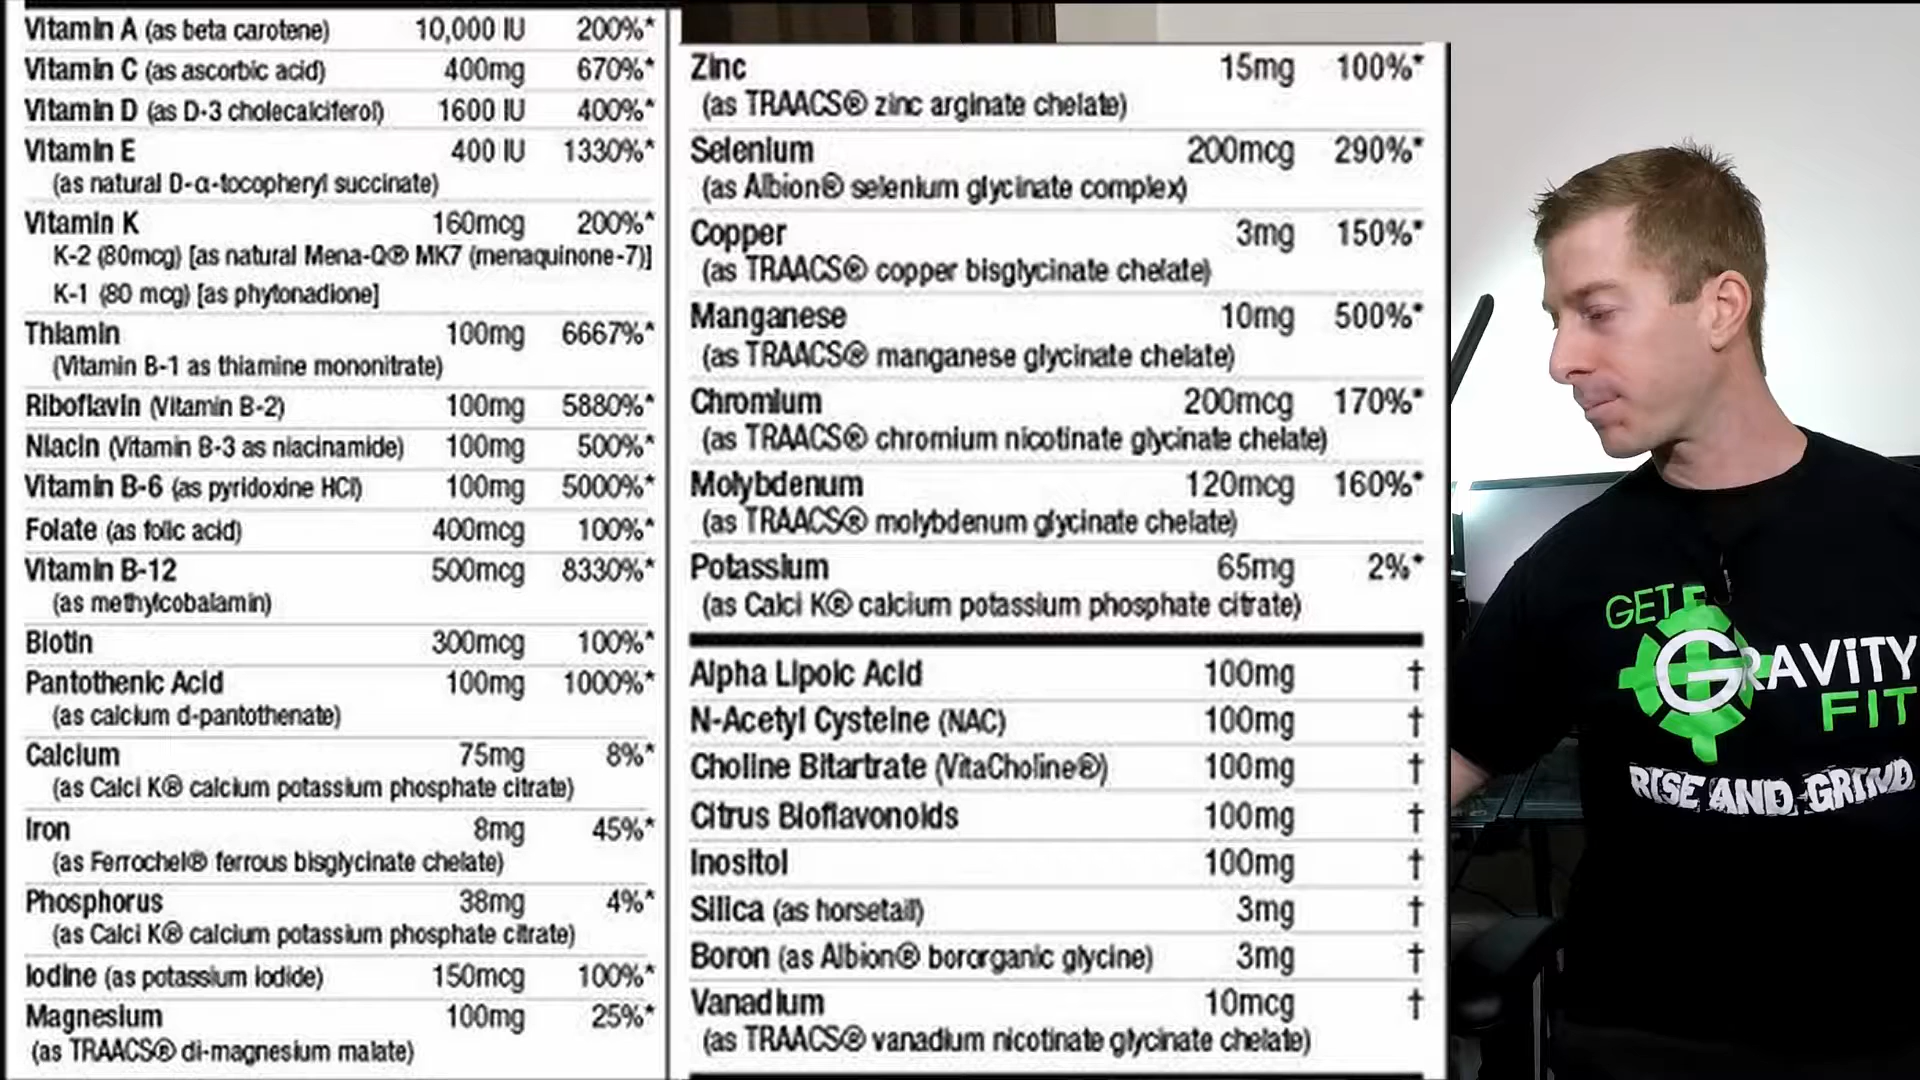 Vitamin A (as beta carotene) 10,000 IU 200%*
Vitamin C (as ascorbic acid) 400mg 670%*
Vitamin D (as D-3 cholecalciferol) 1600 IU 400%*
Vitamin E 400 IU 1330%*
(as natural D-α-tocopheryl succinate)
Vitamin K 160mcg 200%*
K-2 (80mcg) [as natural Mena-Q® MK7 (menaquinone-7)]
K-1 (80 mcg) [as phytonadione]
Thiamin 100mg 6667%*
(Vitamin B-1 as thiamine mononitrate)
Riboflavin (Vitamin B-2) 100mg 5880%*
Niacin (Vitamin B-3 as niacinamide) 100mg 500%*
Vitamin B-6 (as pyridoxine HCl) 100mg 5000%*
Folate (as folic acid) 400mcg 100%*
Vitamin B-12 500mcg 8330%*
(as methylcobalamin)
Biotin 300mcg 100%*
Pantothenic Acid 100mg 1000%*
(as calcium d-pantothenate)
Calcium 75mg 8%*
(as Calci K® calcium potassium phosphate citrate)
Iron 8mg 45%*
(as Ferrochel® ferrous bisglycinate chelate)
Phosphorus 38mg 4%*
(as Calci K® calcium potassium phosphate citrate)
Iodine (as potassium iodide) 150mcg 100%*
Magnesium 100mg 25%*
(as TRAACS® di-magnesium malate)
Zinc 15mg 100%*
(as TRAACS® zinc arginate chelate)
Selenium 200mcg 290%*
(as Albion® selenium glycinate complex)
Copper 3mg 150%*
(as TRAACS® copper bisglycinate chelate)
Manganese 10mg 500%*
(as TRAACS® manganese glycinate chelate)
Chromium 200mcg 170%*
(as TRAACS® chromium nicotinate glycinate chelate)
Molybdenum 120mcg 160%*
(as TRAACS® molybdenum glycinate chelate)
Potassium 65mg 2%*
(as Calci K® calcium potassium phosphate citrate)
Alpha Lipoic Acid 100mg †
N-Acetyl Cysteine (NAC) 100mg †
Choline Bitartrate (VitaCholine®) 100mg †
Citrus Bioflavonoids 100mg †
Inositol 100mg †
Silica (as horsetail) 3mg †
Boron (as Albion® bororganic glycine) 3mg †
Vanadium 10mcg †
(as TRAACS® vanadium nicotinate glycinate chelate)
GET
GRAVITY
FIT
RISE AND GRIND